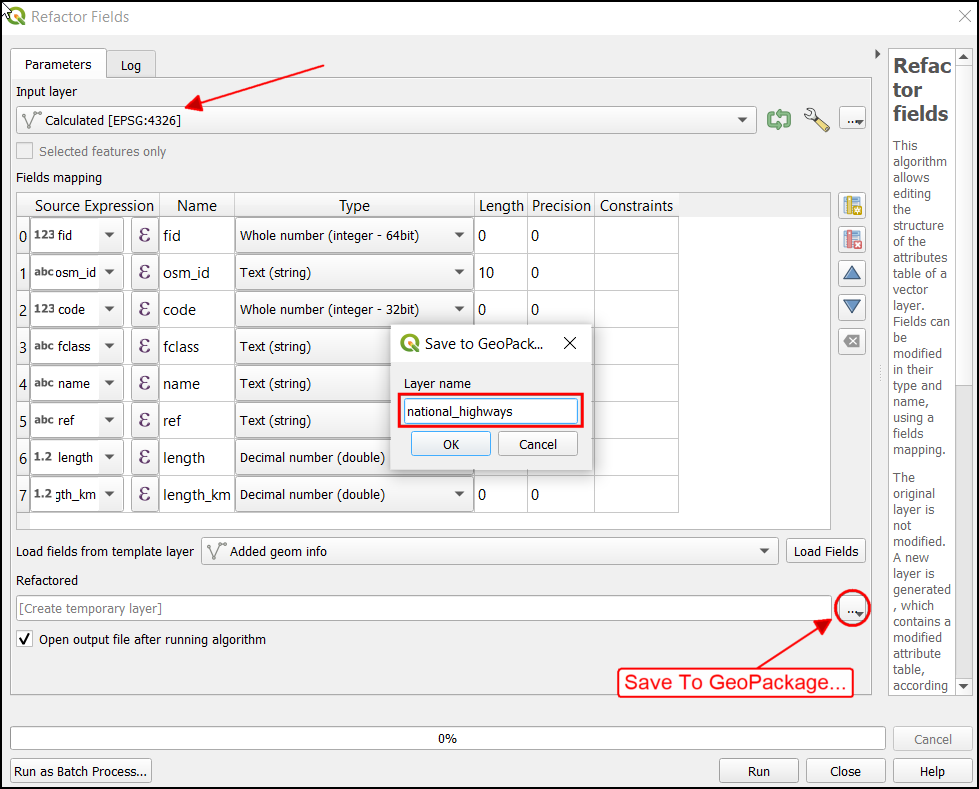 Refactor Fields
Parameters
Log
Input layer
Calculated [EPSG:4326]
...
Selected features only
Fields mapping
Source Expression Name Type Length Precision Constraints
0 123 fid ε fid Whole number (integer - 64bit) 0 0
1 abc osm_id ε osm_id Text (string) 10 0
2 123 code ε code Whole number (integer - 32bit) 0 0
3 abc fclass ε fclass Text (string)
4 abc name ε name Text (string)
5 abc ref ε ref Text (string)
6 1.2 length ε length Decimal number (double)
7 1.2 gth_km ε length_km Decimal number (double) 0 0
Save to GeoPack...
Layer name
national_highways
OK Cancel
Load fields from template layer Added geom info Load Fields
Refactored
[Create temporary layer] ...
Open output file after running algorithm
Save To GeoPackage...
Refac
tor
fields
This
algorithm
allows
editing
the
structure
of the
attributes
table of a
vector
layer.
Fields can
be
modified
in their
type and
name,
using a
fields
mapping.
The
original
layer is
not
modified.
A new
layer is
generated
, which
contains a
modified
attribute
table,
according
0% Cancel
Run as Batch Process... Run Close Help